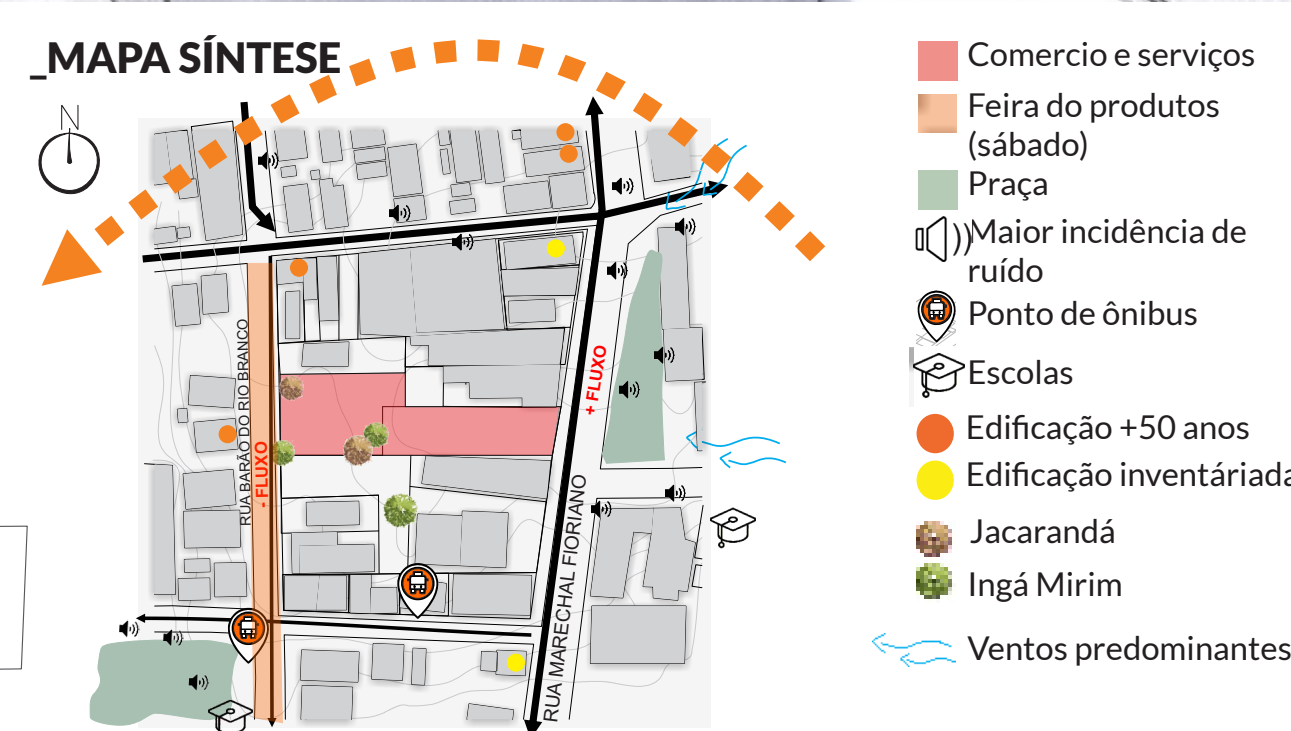 _MAPA SÍNTESE
N
RUA BARÃO DO RIO BRANCO
- FLUXO
+ FLUXO
RUA MARECHAL FIORIANO
Comercio e serviços
Feira do produtos
(sábado)
Praça
Maior incidência de
ruído
Ponto de ônibus
Escolas
Edificação +50 anos
Edificação inventáriada
Jacarandá
Ingá Mirim
Ventos predominantes